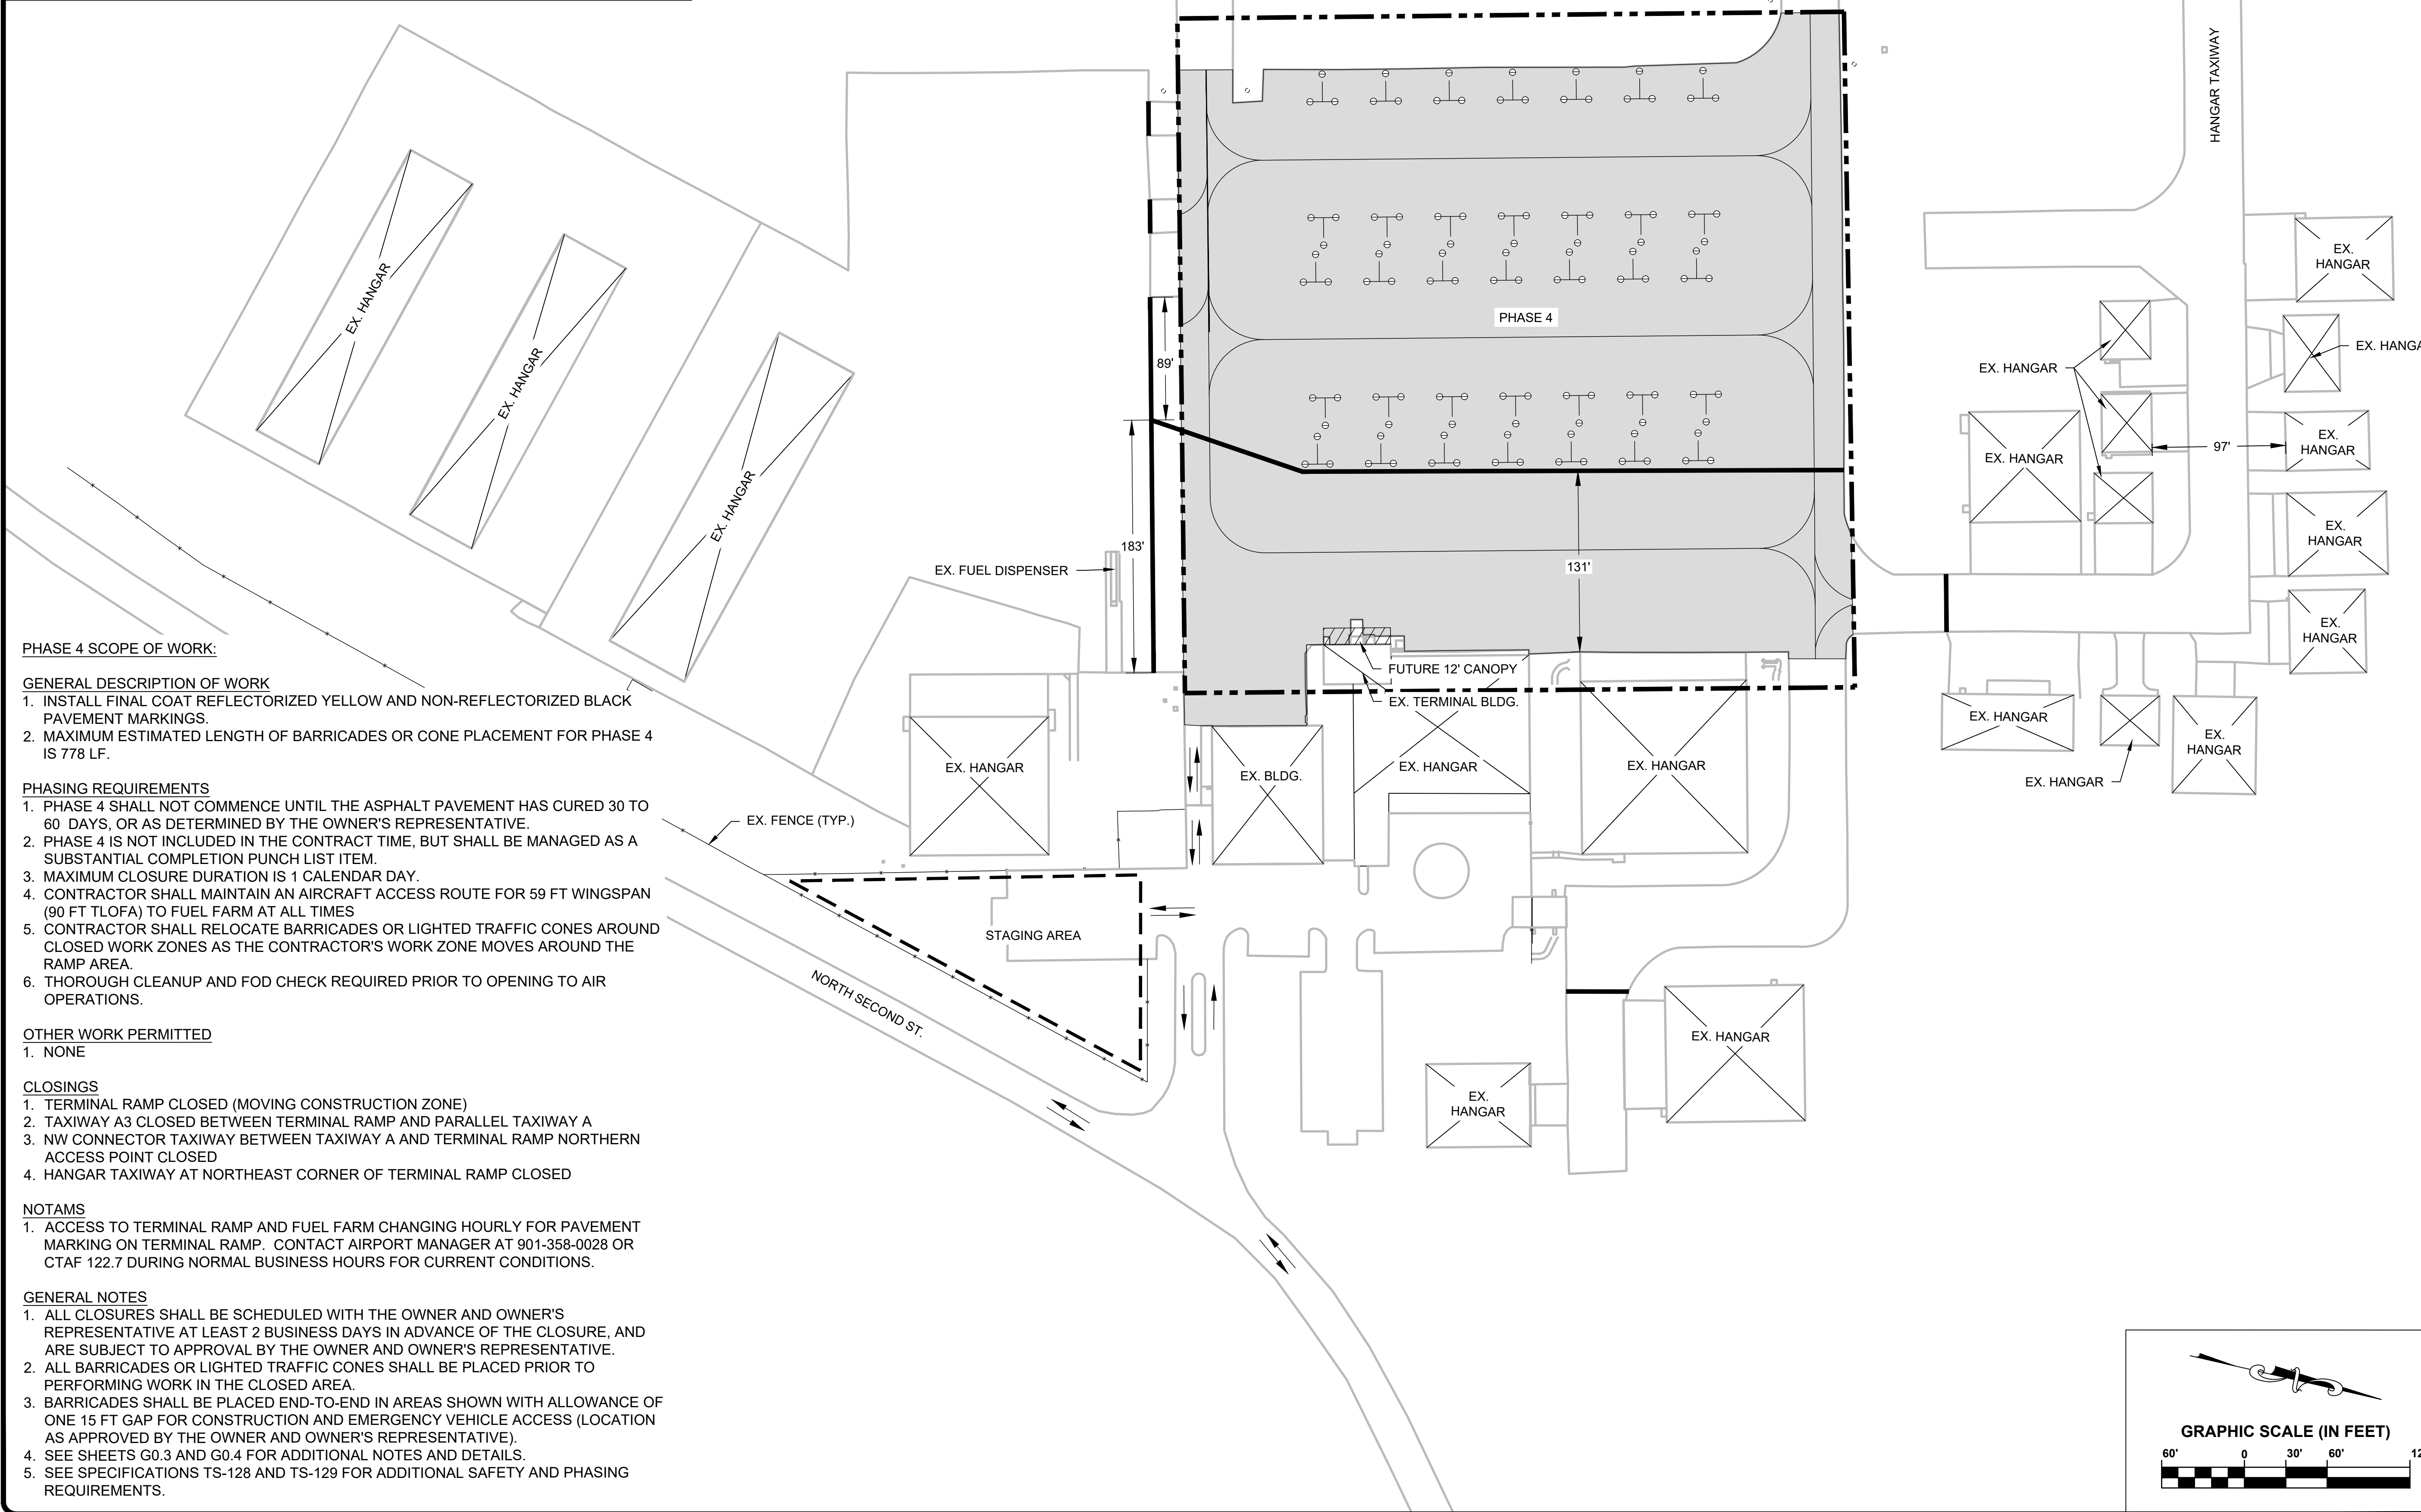 HANGAR TAXIWAY
EX. HANGAR
EX. HANGAR
EX. HANGAR
PHASE 4
EX.
HANGAR
EX. HANGAR
EX.
HANGAR
EX. HANGAR
97'
EX. HANGAR
EX.
HANGAR
EX.
HANGAR
EX. HANGAR
EX. HANGAR
EX.
HANGAR
89'
183'
131'
EX. FUEL DISPENSER
FUTURE 12' CANOPY
EX. TERMINAL BLDG.
EX. HANGAR
EX. BLDG.
EX. HANGAR
EX. HANGAR
EX. FENCE (TYP.)
STAGING AREA
NORTH SECOND ST.
EX. HANGAR
EX.
HANGAR
PHASE 4 SCOPE OF WORK:
GENERAL DESCRIPTION OF WORK
1. INSTALL FINAL COAT REFLECTORIZED YELLOW AND NON-REFLECTORIZED BLACK
PAVEMENT MARKINGS.
2. MAXIMUM ESTIMATED LENGTH OF BARRICADES OR CONE PLACEMENT FOR PHASE 4
IS 778 LF.
PHASING REQUIREMENTS
1. PHASE 4 SHALL NOT COMMENCE UNTIL THE ASPHALT PAVEMENT HAS CURED 30 TO
60 DAYS, OR AS DETERMINED BY THE OWNER'S REPRESENTATIVE.
2. PHASE 4 IS NOT INCLUDED IN THE CONTRACT TIME, BUT SHALL BE MANAGED AS A
SUBSTANTIAL COMPLETION PUNCH LIST ITEM.
3. MAXIMUM CLOSURE DURATION IS 1 CALENDAR DAY.
4. CONTRACTOR SHALL MAINTAIN AN AIRCRAFT ACCESS ROUTE FOR 59 FT WINGSPAN
(90 FT TLOFA) TO FUEL FARM AT ALL TIMES
5. CONTRACTOR SHALL RELOCATE BARRICADES OR LIGHTED TRAFFIC CONES AROUND
CLOSED WORK ZONES AS THE CONTRACTOR'S WORK ZONE MOVES AROUND THE
RAMP AREA.
6. THOROUGH CLEANUP AND FOD CHECK REQUIRED PRIOR TO OPENING TO AIR
OPERATIONS.
OTHER WORK PERMITTED
1. NONE
CLOSINGS
1. TERMINAL RAMP CLOSED (MOVING CONSTRUCTION ZONE)
2. TAXIWAY A3 CLOSED BETWEEN TERMINAL RAMP AND PARALLEL TAXIWAY A
3. NW CONNECTOR TAXIWAY BETWEEN TAXIWAY A AND TERMINAL RAMP NORTHERN
ACCESS POINT CLOSED
4. HANGAR TAXIWAY AT NORTHEAST CORNER OF TERMINAL RAMP CLOSED
NOTAMS
1. ACCESS TO TERMINAL RAMP AND FUEL FARM CHANGING HOURLY FOR PAVEMENT
MARKING ON TERMINAL RAMP. CONTACT AIRPORT MANAGER AT 901-358-0028 OR
CTAF 122.7 DURING NORMAL BUSINESS HOURS FOR CURRENT CONDITIONS.
GENERAL NOTES
1. ALL CLOSURES SHALL BE SCHEDULED WITH THE OWNER AND OWNER'S
REPRESENTATIVE AT LEAST 2 BUSINESS DAYS IN ADVANCE OF THE CLOSURE, AND
ARE SUBJECT TO APPROVAL BY THE OWNER AND OWNER'S REPRESENTATIVE.
2. ALL BARRICADES OR LIGHTED TRAFFIC CONES SHALL BE PLACED PRIOR TO
PERFORMING WORK IN THE CLOSED AREA.
3. BARRICADES SHALL BE PLACED END-TO-END IN AREAS SHOWN WITH ALLOWANCE OF
ONE 15 FT GAP FOR CONSTRUCTION AND EMERGENCY VEHICLE ACCESS (LOCATION
AS APPROVED BY THE OWNER AND OWNER'S REPRESENTATIVE).
4. SEE SHEETS G0.3 AND G0.4 FOR ADDITIONAL NOTES AND DETAILS.
5. SEE SPECIFICATIONS TS-128 AND TS-129 FOR ADDITIONAL SAFETY AND PHASING
REQUIREMENTS.
GRAPHIC SCALE (IN FEET)
60' 0 30' 60'